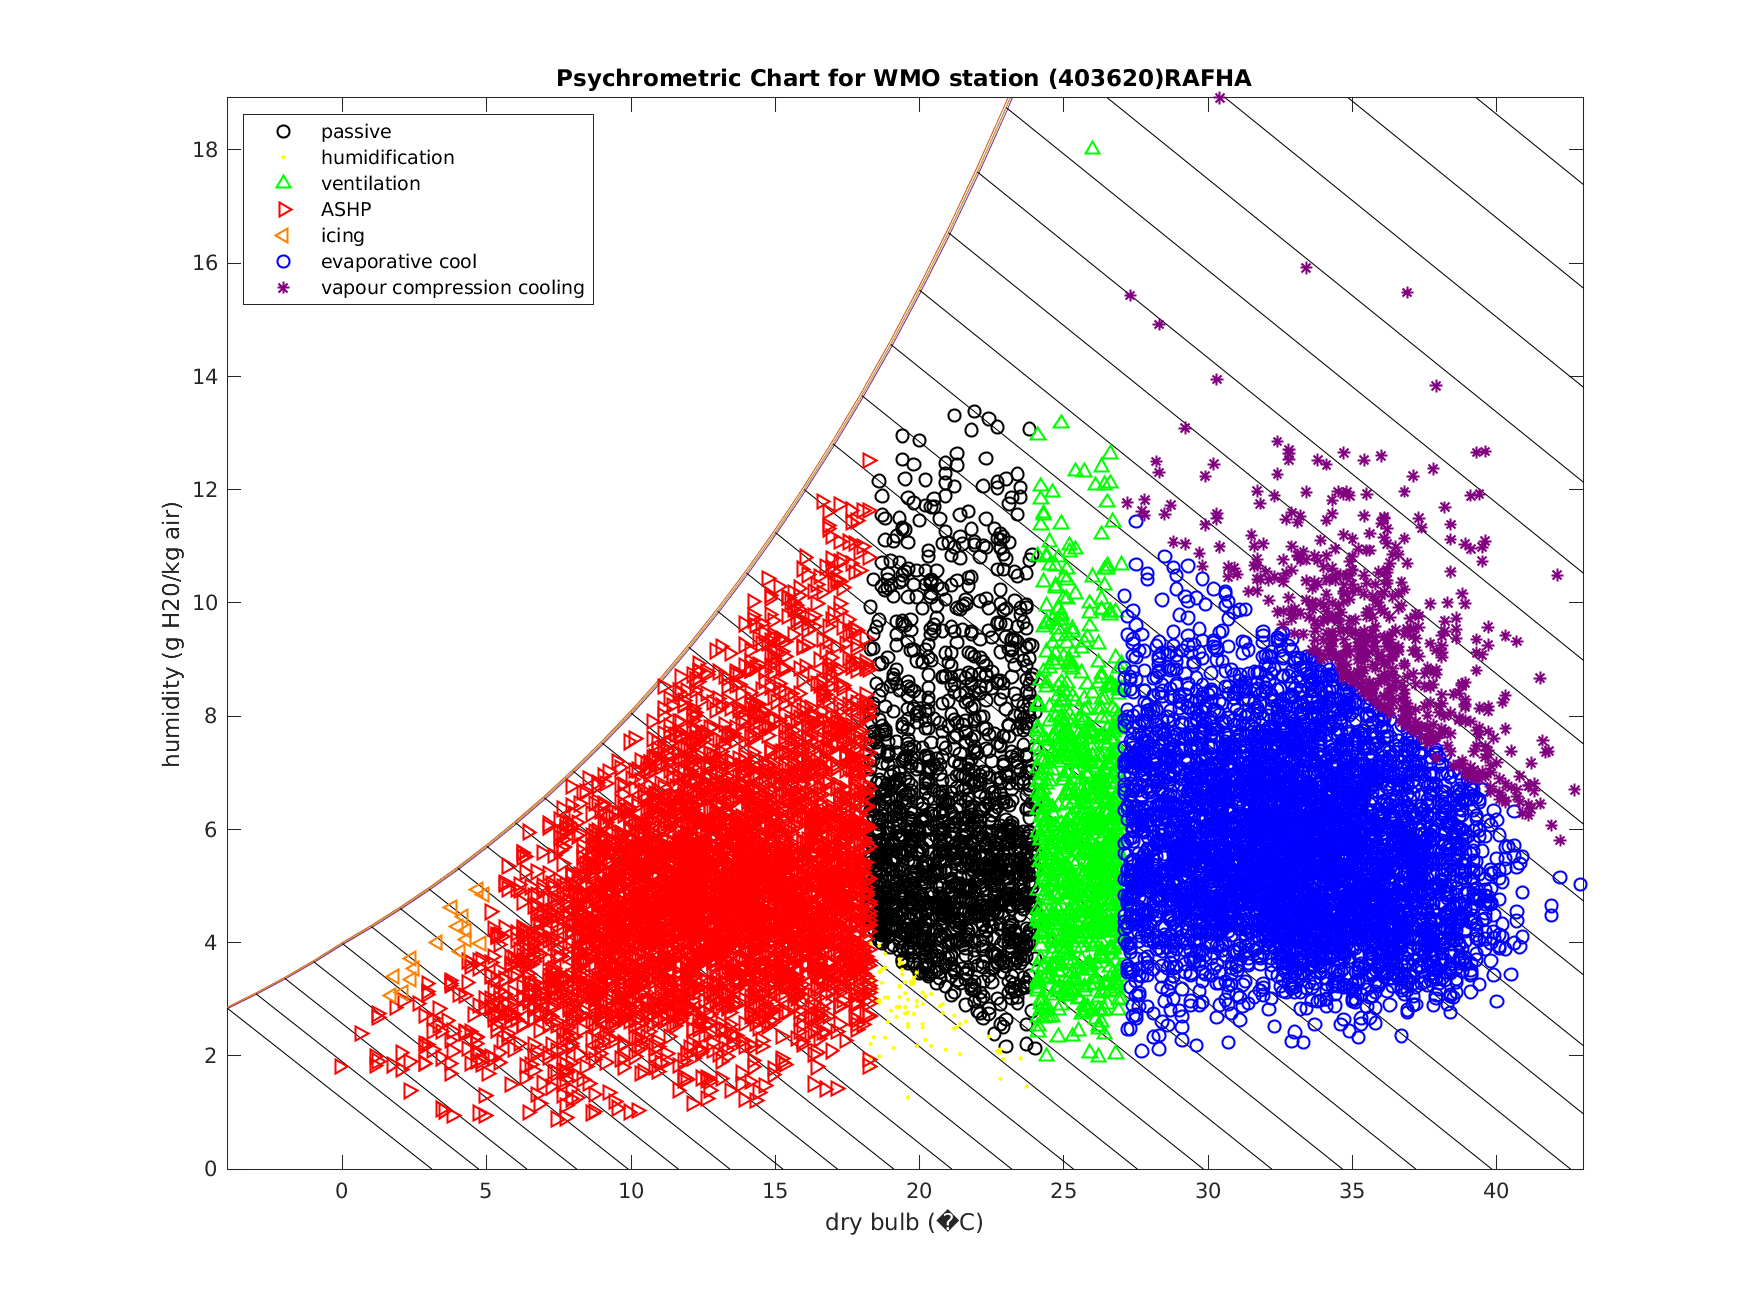 Psychrometric Chart for WMO station (403620)RAFHA
passive
humidification
ventilation
ASHP
icing
evaporative cool
vapour compression cooling
humidity (g H20/kg air)
18
16
14
12
10
8
6
4
2
0
0 5 10 15 20 25 30 35 40
dry bulb (�C)